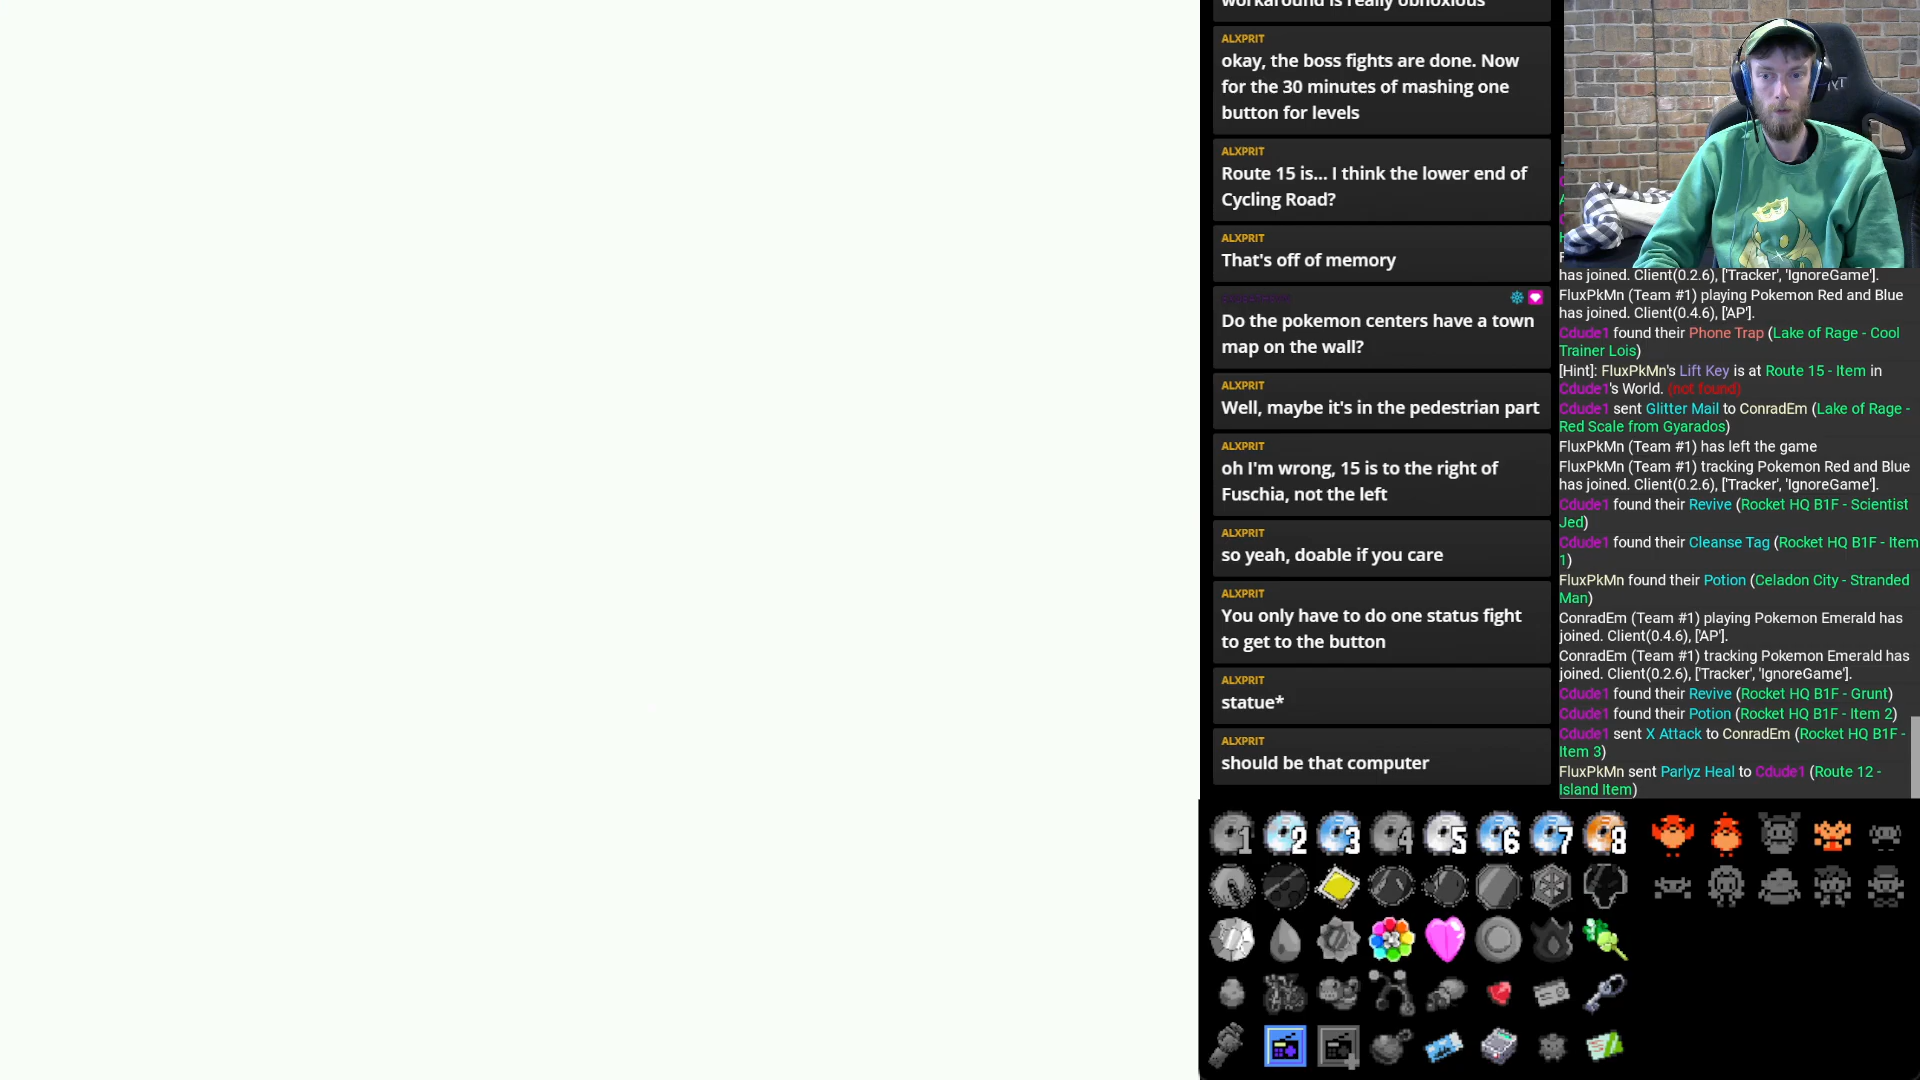 workaround is really obnoxious
ALXPRIT
okay, the boss fights are done. Now
for the 30 minutes of mashing one
button for levels
ALXPRIT
Route 15 is... I think the lower end of
Cycling Road?
ALXPRIT
That's off of memory
Do the pokemon centers have a town
map on the wall?
ALXPRIT
Well, maybe it's in the pedestrian part
ALXPRIT
oh I'm wrong, 15 is to the right of
Fuschia, not the left
ALXPRIT
so yeah, doable if you care
ALXPRIT
You only have to do one status fight
to get to the button
ALXPRIT
statue*
ALXPRIT
should be that computer
has joined. Client(0.2.6), ['Tracker', 'IgnoreGame'].
FluxPkMn (Team #1) playing Pokemon Red and Blue
has joined. Client(0.4.6), ['AP'].
Cdude1 found their Phone Trap (Lake of Rage - Cool
Trainer Lois)
[Hint]: FluxPkMn's Lift Key is at Route 15 - Item in
Cdude1's World. (not found)
Cdude1 sent Glitter Mail to ConradEm (Lake of Rage -
Red Scale from Gyarados)
FluxPkMn (Team #1) has left the game
FluxPkMn (Team #1) tracking Pokemon Red and Blue
has joined. Client(0.2.6), ['Tracker', 'IgnoreGame'].
Cdude1 found their Revive (Rocket HQ B1F - Scientist
Jed)
Cdude1 found their Cleanse Tag (Rocket HQ B1F - Item
1)
FluxPkMn found their Potion (Celadon City - Stranded
Man)
ConradEm (Team #1) playing Pokemon Emerald has
joined. Client(0.4.6), ['AP'].
ConradEm (Team #1) tracking Pokemon Emerald has
joined. Client(0.2.6), ['Tracker', 'IgnoreGame'].
Cdude1 found their Revive (Rocket HQ B1F - Grunt)
Cdude1 found their Potion (Rocket HQ B1F - Item 2)
Cdude1 sent X Attack to ConradEm (Rocket HQ B1F -
Item 3)
FluxPkMn sent Parlyz Heal to Cdude1 (Route 12 -
Island Item)
1 2 3 4 5 6 7 8